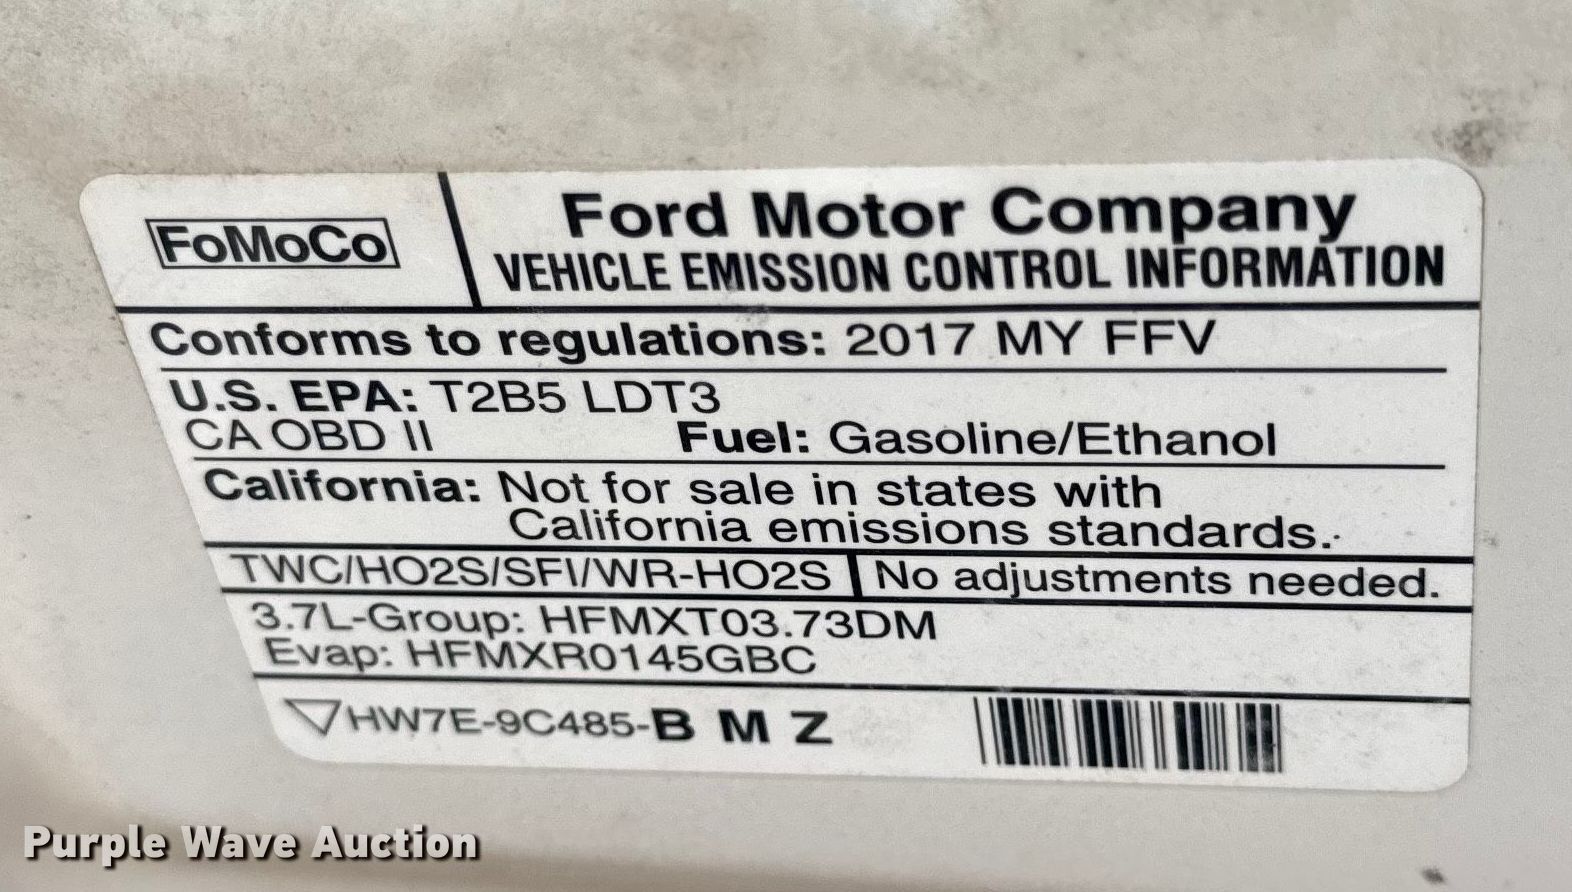 FoMoCo
Ford Motor Company
VEHICLE EMISSION CONTROL INFORMATION
Conforms to regulations: 2017 MY FFV
U.S. EPA: T2B5 LDT3
CA OBD II Fuel: Gasoline/Ethanol
California: Not for sale in states with
California emissions standards.
TWC/HO2S/SFI/WR-HO2S No adjustments needed.
3.7L-Group: HFMXT03.73DM
Evap: HFMXR0145GBC
HW7E-9C485-B M Z
Purple Wave Auction